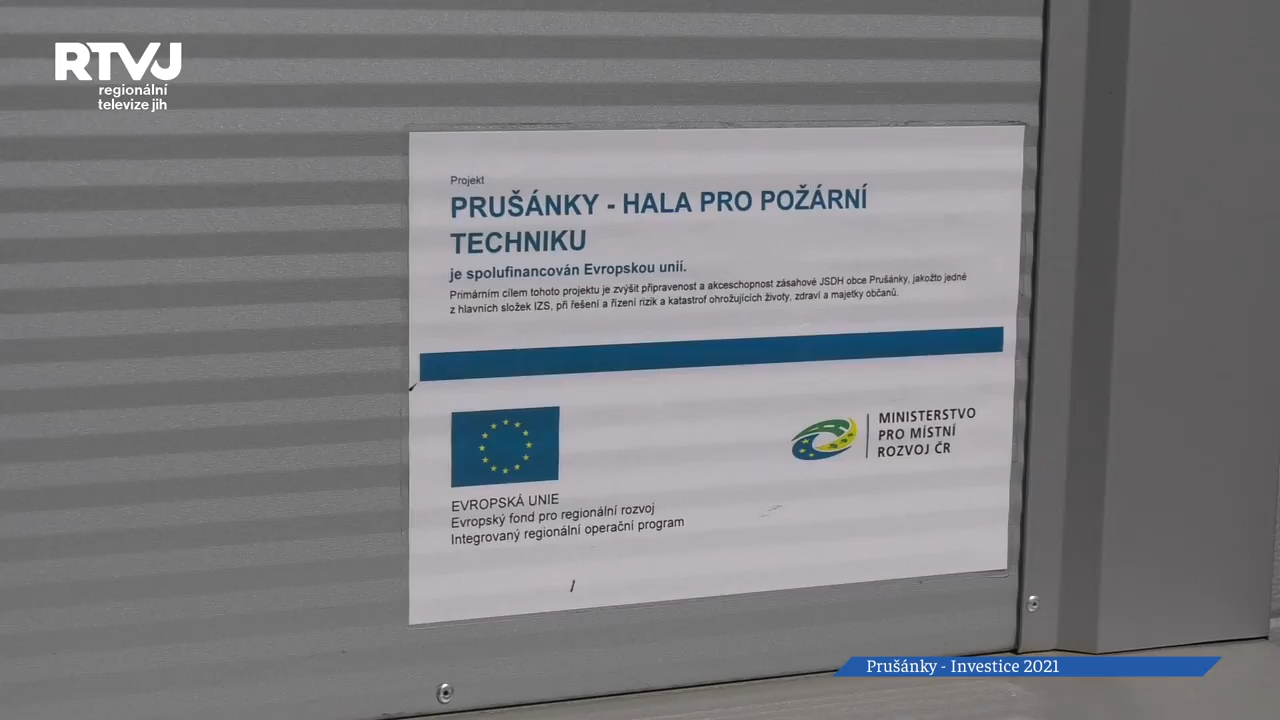 RTVJ
regionální
televize jih
Projekt
PRUŠÁNKY - HALA PRO POŽÁRNÍ
TECHNIKU
je spolufinancován Evropskou unií.
Primárním cílem tohoto projektu je zvýšit připravenost a akceschopnost zásahové JSDH obce Prušánky, jakožto jedné
z hlavních složek IZS, při řešení a řízení rizik a katastrof ohrožujících životy, zdraví a majetky občanů.
MINISTERSTVO
PRO MÍSTNÍ
ROZVOJ ČR
EVROPSKÁ UNIE
Evropský fond pro regionální rozvoj
Integrovaný regionální operační program
Prušánky - Investice 2021